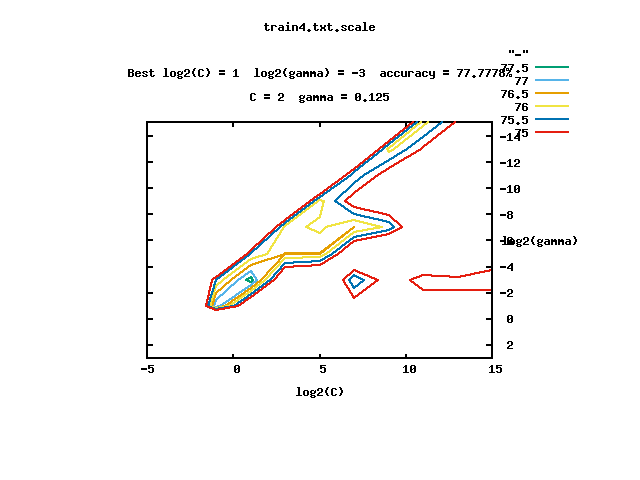 train4.txt.scale
"-"
Best log2(C) = 1 log2(gamma) = -3 accuracy = 77.7778%
77.5
77
76.5
76
75.5
75
C = 2 gamma = 0.125
-14
-12
-10
-8
-6
log2(gamma)
-4
-2
0
2
-5 0 5 10 15
log2(C)